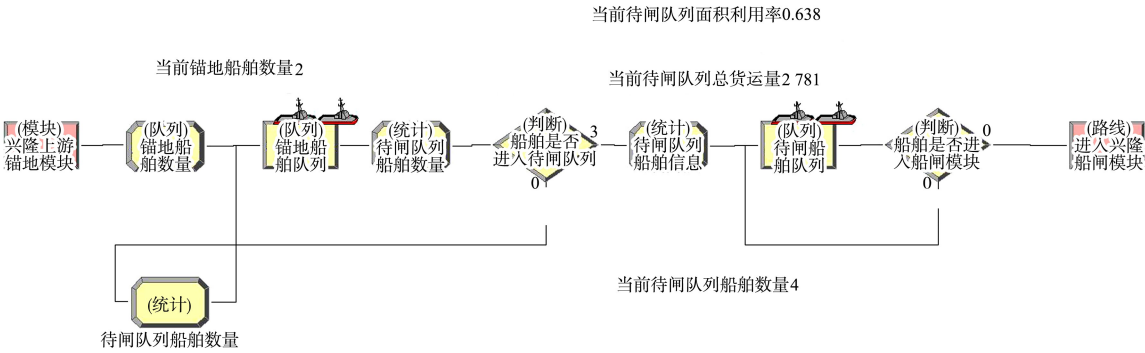 当前待闸队列面积利用率0.638
当前锚地船舶数量2
当前待闸队列总货运量2 781
(模块)
兴隆上游
锚地模块
(队列)
锚地船
舶数量
(队列)
锚地船
舶队列
(统计)
待闸队列
船舶数量
(判断)
船舶是否
进入待闸队列
3
0
(统计)
待闸队列
船舶信息
(队列)
待闸船
舶队列
(判断)
船舶是否进
入船闸模块
0
0
(路线)
进入兴隆
船闸模块
(统计)
待闸队列船舶数量
当前待闸队列船舶数量4